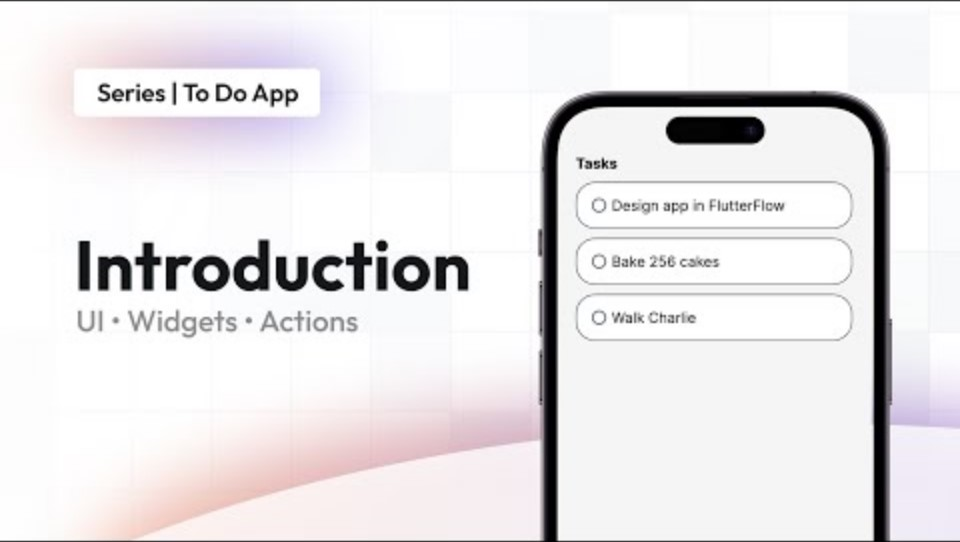 Series | To Do App
Introduction
UI • Widgets • Actions
Tasks
Design app in FlutterFlow
Bake 256 cakes
Walk Charlie